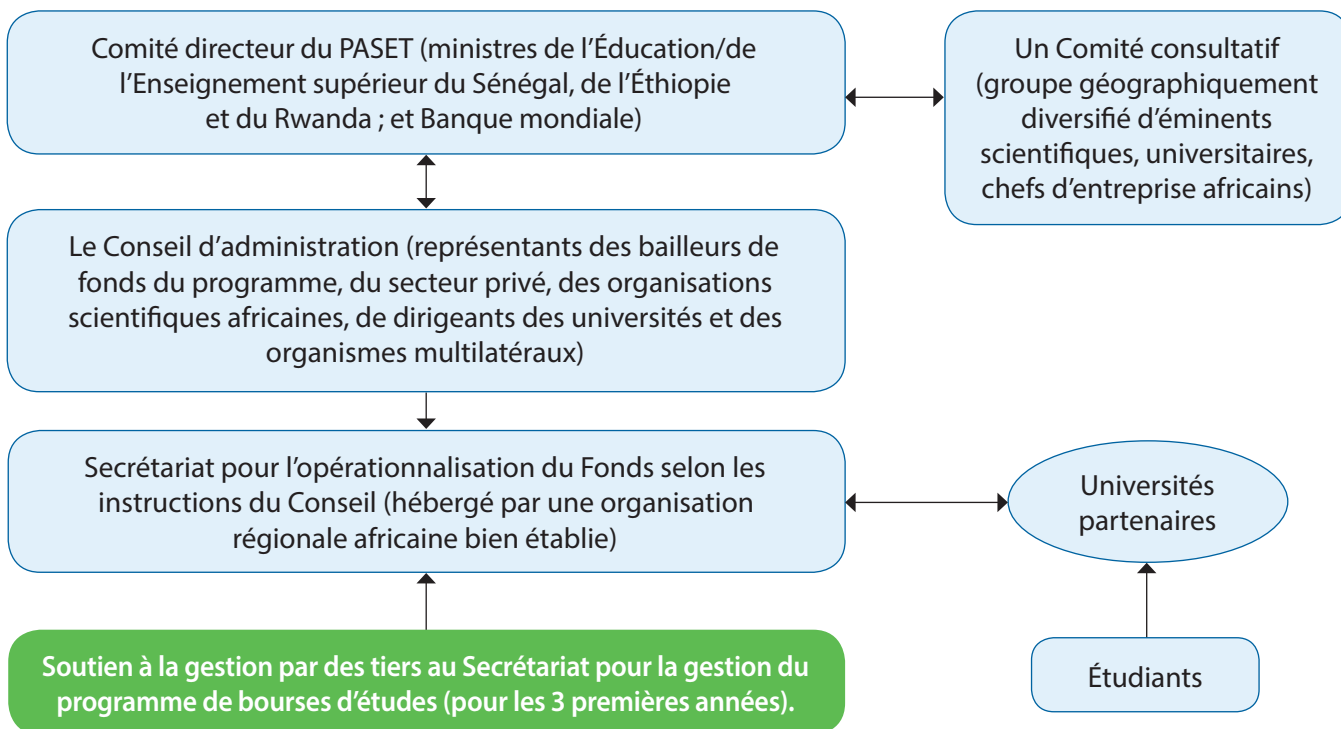 Comité directeur du PASET (ministres de l’Éducation/de
l’Enseignement supérieur du Sénégal, de l’Éthiopie
et du Rwanda ; et Banque mondiale)
Un Comité consultatif
(groupe géographiquement
diversifié d’éminents
scientifiques, universitaires,
chefs d’entreprise africains)
Le Conseil d’administration (représentants des bailleurs de
fonds du programme, du secteur privé, des organisations
scientifiques africaines, de dirigeants des universités et des
organismes multilatéraux)
Secrétariat pour l’opérationnalisation du Fonds selon les
instructions du Conseil (hébergé par une organisation
régionale africaine bien établie)
Universités
partenaires
Soutien à la gestion par des tiers au Secrétariat pour la gestion du
programme de bourses d’études (pour les 3 premières années).
Étudiants